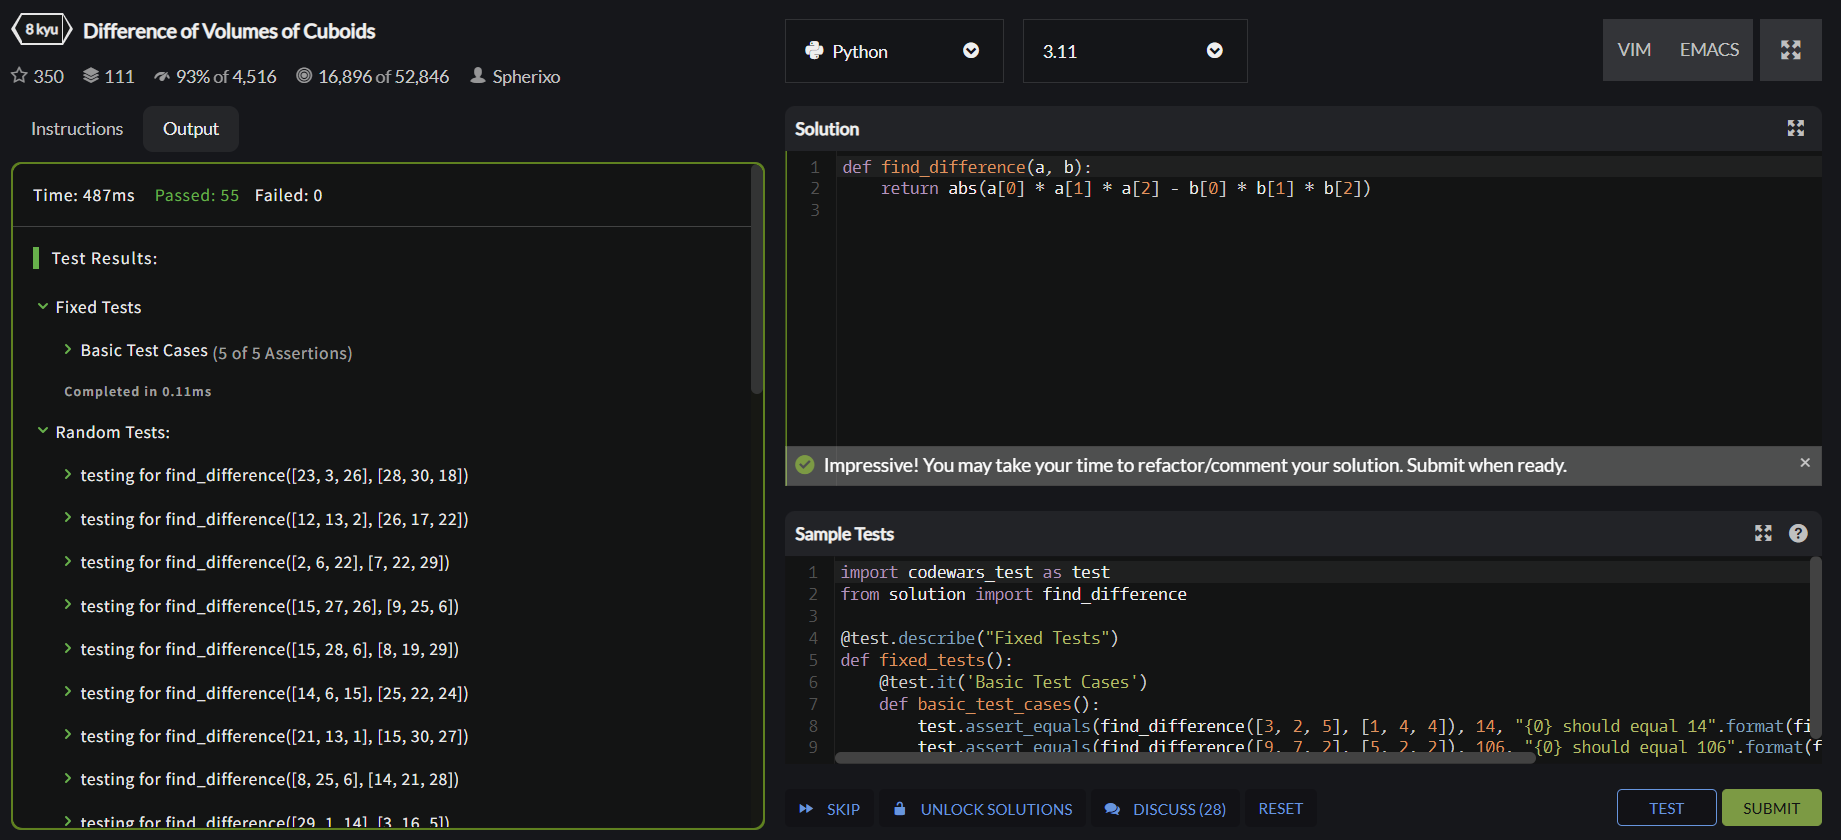 8 kyu Difference of Volumes of Cuboids
350 111 93% of 4,516 16,896 of 52,846 Spherixo
Instructions Output
Time: 487ms Passed: 55 Failed: 0
Test Results:
Fixed Tests
Basic Test Cases (5 of 5 Assertions)
Completed in 0.11ms
Random Tests:
testing for find_difference([23, 3, 26], [28, 30, 18])
testing for find_difference([12, 13, 2], [26, 17, 22])
testing for find_difference([2, 6, 22], [7, 22, 29])
testing for find_difference([15, 27, 26], [9, 25, 6])
testing for find_difference([15, 28, 6], [8, 19, 29])
testing for find_difference([14, 6, 15], [25, 22, 24])
testing for find_difference([21, 13, 1], [15, 30, 27])
testing for find_difference([8, 25, 6], [14, 21, 28])
testing for find_difference([29, 1, 14], [3, 16, 5])
Python 3.11 VIM EMACS
Solution
1 def find_difference(a, b):
2 return abs(a[0] * a[1] * a[2] - b[0] * b[1] * b[2])
3
Impressive! You may take your time to refactor/comment your solution. Submit when ready. ×
Sample Tests ?
1 import codewars_test as test
2 from solution import find_difference
3
4 @test.describe("Fixed Tests")
5 def fixed_tests():
6 @test.it('Basic Test Cases')
7 def basic_test_cases():
8 test.assert_equals(find_difference([3, 2, 5], [1, 4, 4]), 14, "{0} should equal 14".format(fi
9 test.assert_equals(find_difference([9, 7, 2], [5, 2, 2]), 106, "{0} should equal 106".format(f
SKIP UNLOCK SOLUTIONS DISCUSS (28) RESET TEST SUBMIT